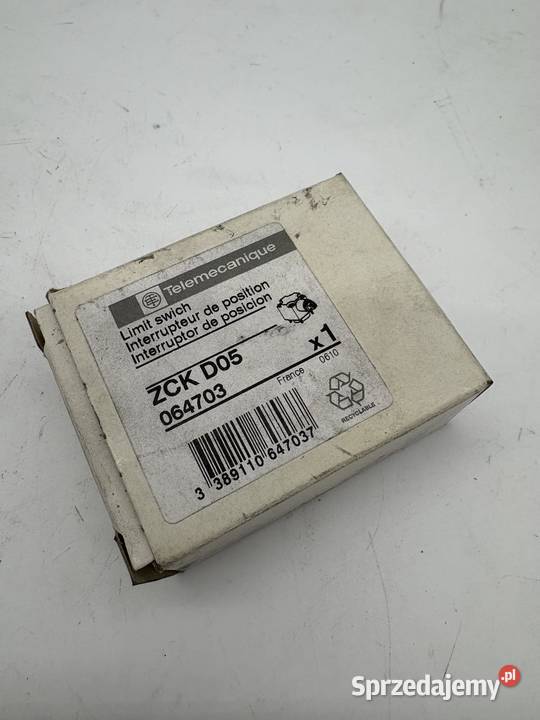 Telemecanique
Limit swich
Interrupteur de position
Interruptor de posicion
ZCK D05
x1
064703
France
0610
3 389110 647037
RECYCLABLE
Sprzedajemy.pl